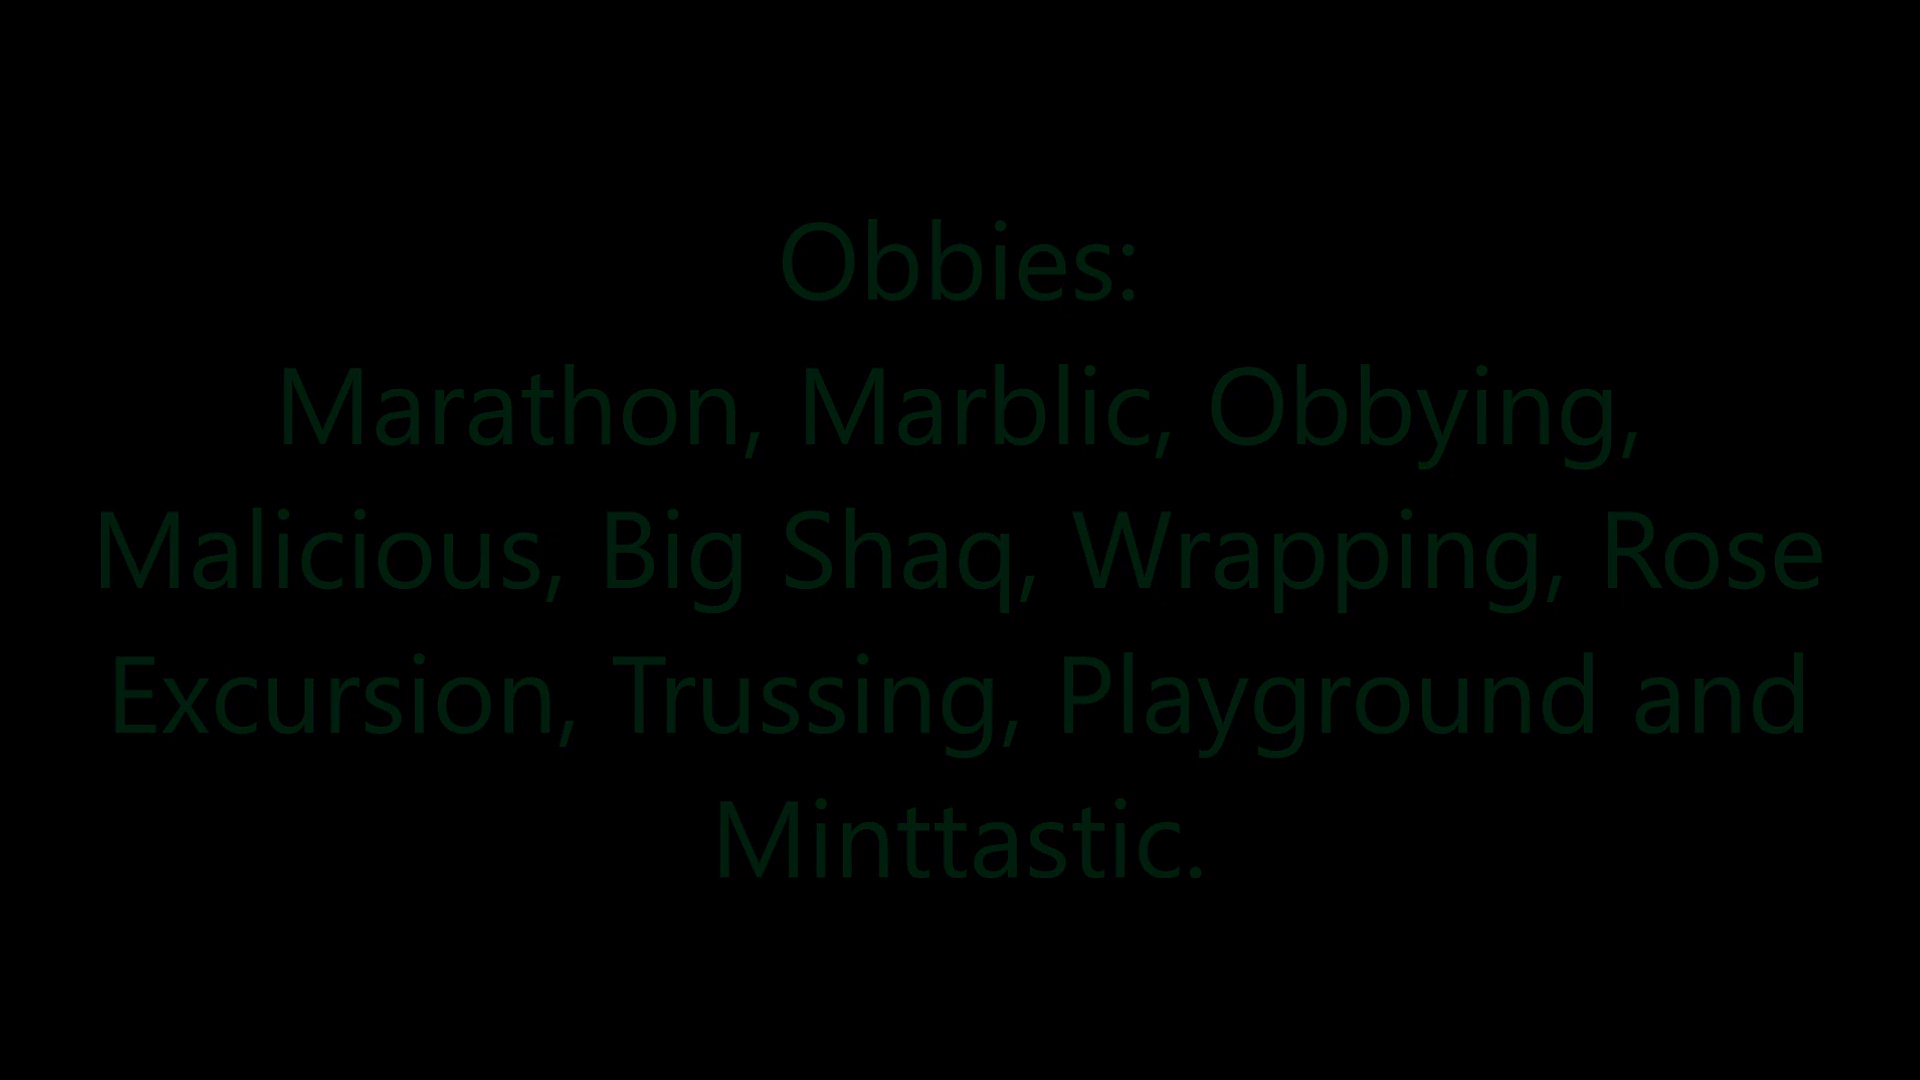 Obbies:
Marathon, Marblic, Obbying,
Malicious, Big Shaq, Wrapping, Rose
Excursion, Trussing, Playground and
Minttastic.